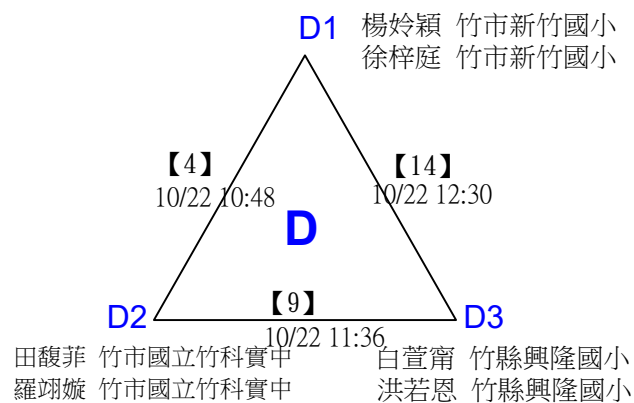 D1 楊姈穎 竹市新竹國小
徐梓庭 竹市新竹國小
【4】
10/22 10:48
【14】
10/22 12:30
D
【9】
10/22 11:36
D2
D3
田馥菲 竹市國立竹科實中
羅翊嫙 竹市國立竹科實中
白萱甯 竹縣興隆國小
洪若恩 竹縣興隆國小